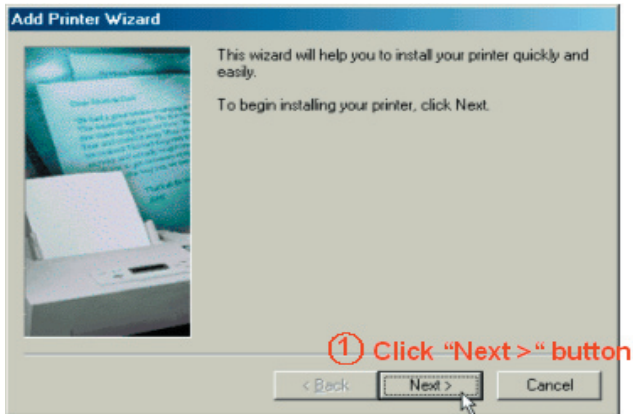 Add Printer Wizard
This wizard will help you to install your printer quickly and
easily.
To begin installing your printer, click Next.
① Click “Next >“ button
< Back
Next >
Cancel